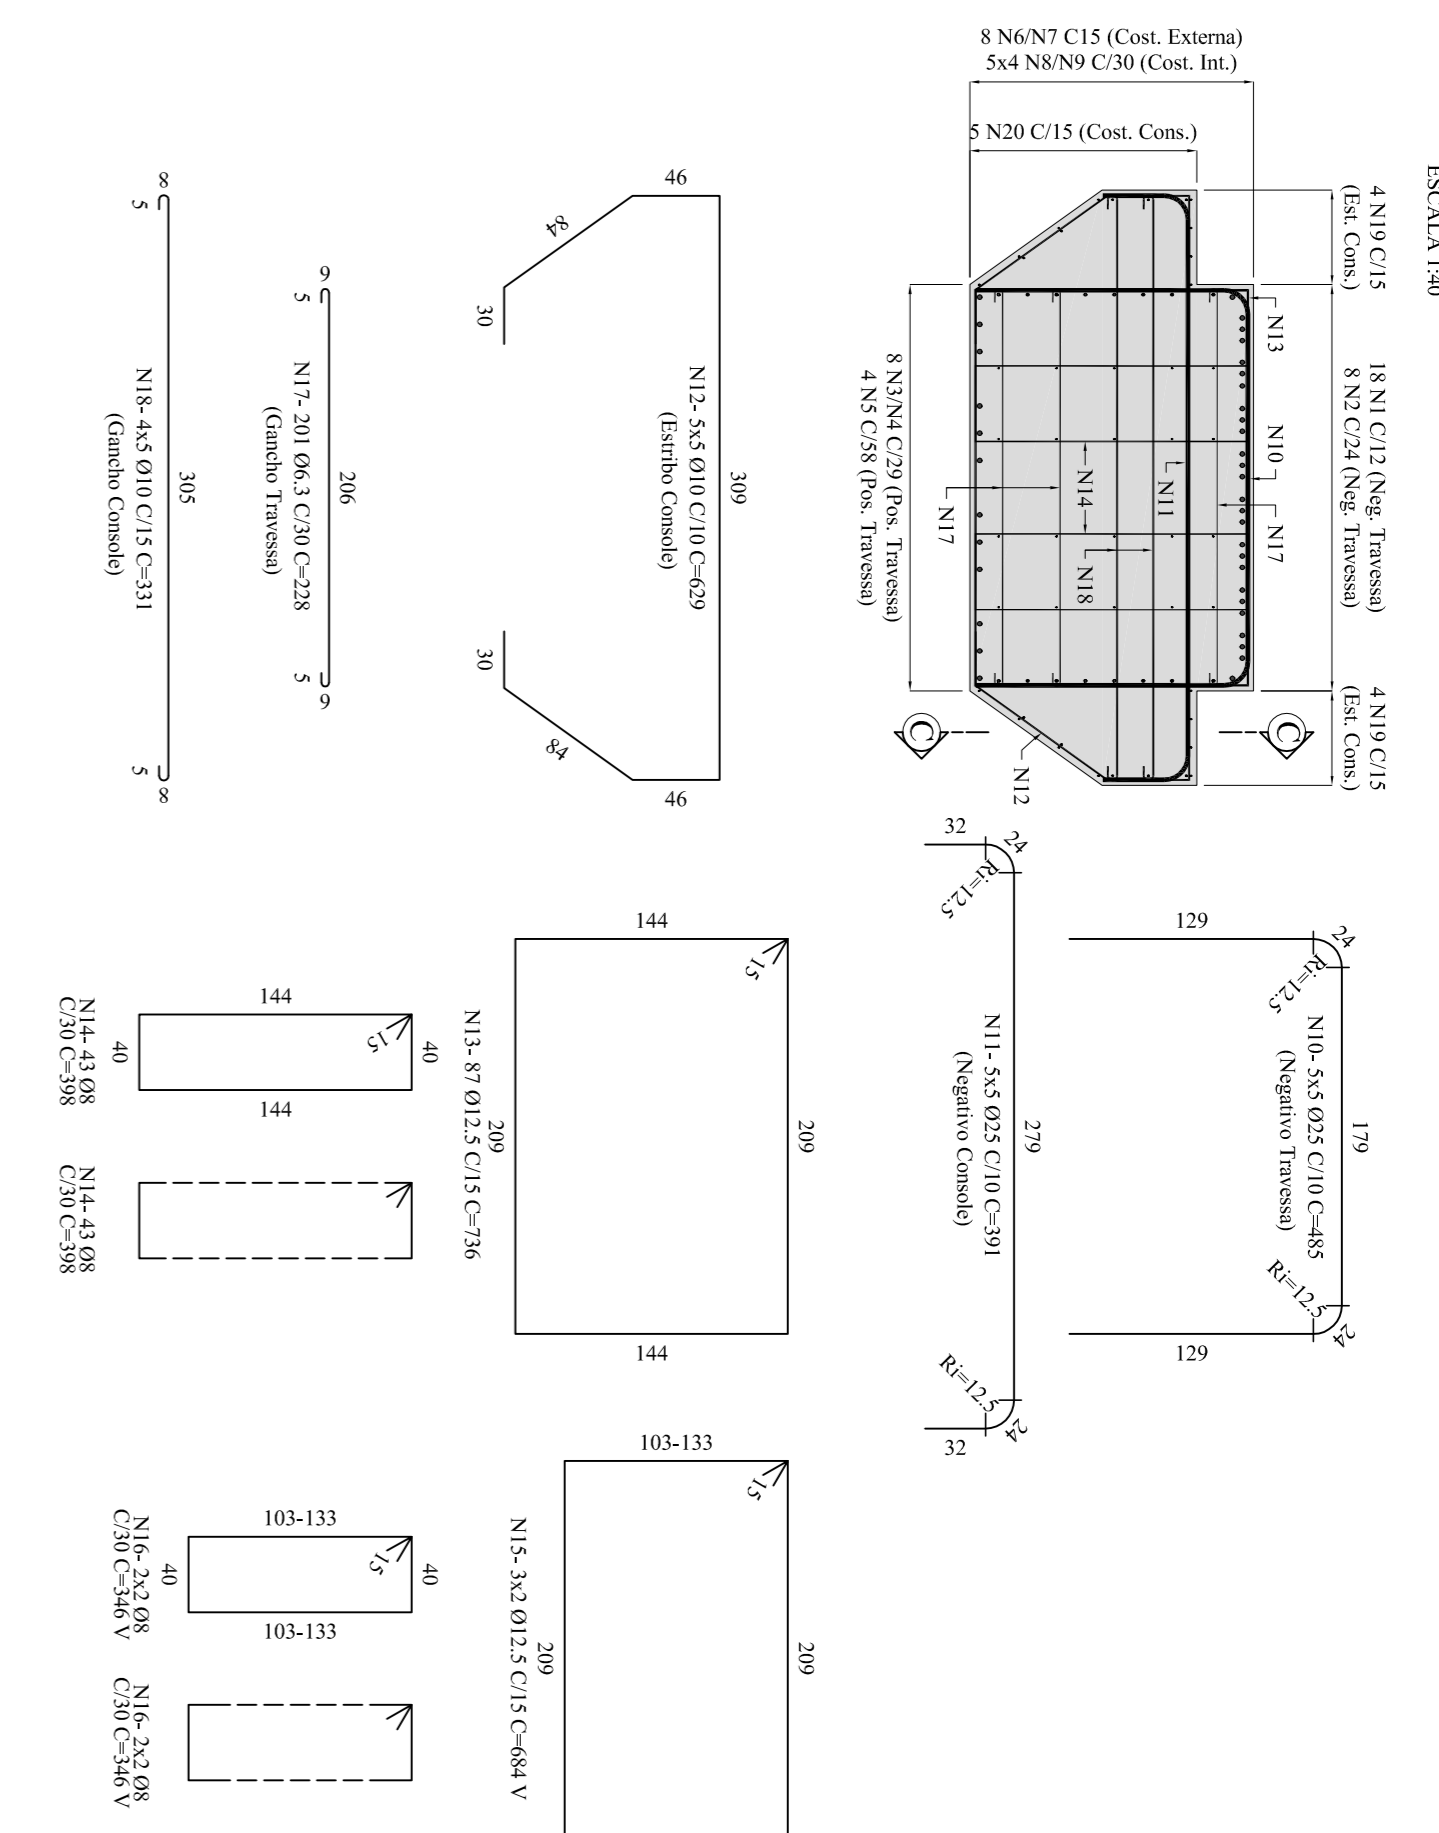 ESCALA 1:40
8 N6/N7 C15 (Cost. Externa)
5x4 N8/N9 C/30 (Cost. Int.)
5 N20 C/15 (Cost. Cons.)
4 N19 C/15
(Est. Cons.)
18 N1 C/12 (Neg. Travessa)
8 N2 C/24 (Neg. Travessa)
4 N19 C/15
(Est. Cons.)
N13
N10
N17
N11
N14
N18
N17
N12
C
C
8 N3/N4 C/29 (Pos. Travessa)
4 N5 C/58 (Pos. Travessa)
46
84
30
309
N12- 5x5 Ø10 C/10 C=629
(Estribo Console)
30
84
46
9
5
206
N17- 201 Ø6.3 C/30 C=228
(Gancho Travessa)
5
9
8
5
305
N18- 4x5 Ø10 C/15 C=331
(Gancho Console)
5
8
129
24
Ri=12.5
179
N10- 5x5 Ø25 C/10 C=485
(Negativo Travessa)
Ri=12.5
24
129
32
24
Ri=12.5
279
N11- 5x5 Ø25 C/10 C=391
(Negativo Console)
Ri=12.5
24
32
144
15
209
209
N13- 87 Ø12.5 C/15 C=736
144
144
15
40
40
144
N14- 43 Ø8
C/30 C=398
N14- 43 Ø8
C/30 C=398
103-133
15
209
209
N15- 3x2 Ø12.5 C/15 C=684 V
103-133
15
40
40
103-133
N16- 2x2 Ø8
C/30 C=346 V
N16- 2x2 Ø8
C/30 C=346 V